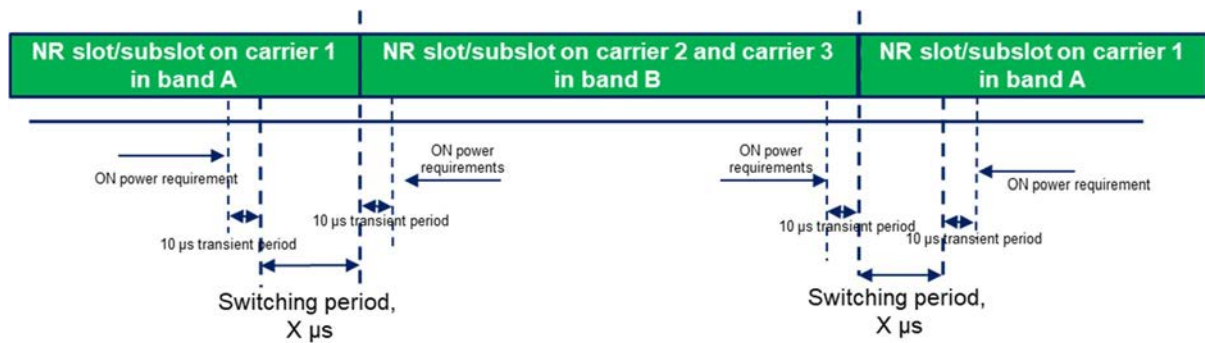 NR slot/subslot on carrier 1
in band A
NR slot/subslot on carrier 2 and carrier 3
in band B
NR slot/subslot on carrier 1
in band A
ON power requirement
10 µs transient period
ON power
requirements
10 µs transient period
Switching period,
X µs
ON power
requirements
10 µs transient period
ON power requirement
10 µs transient period
Switching period,
X µs